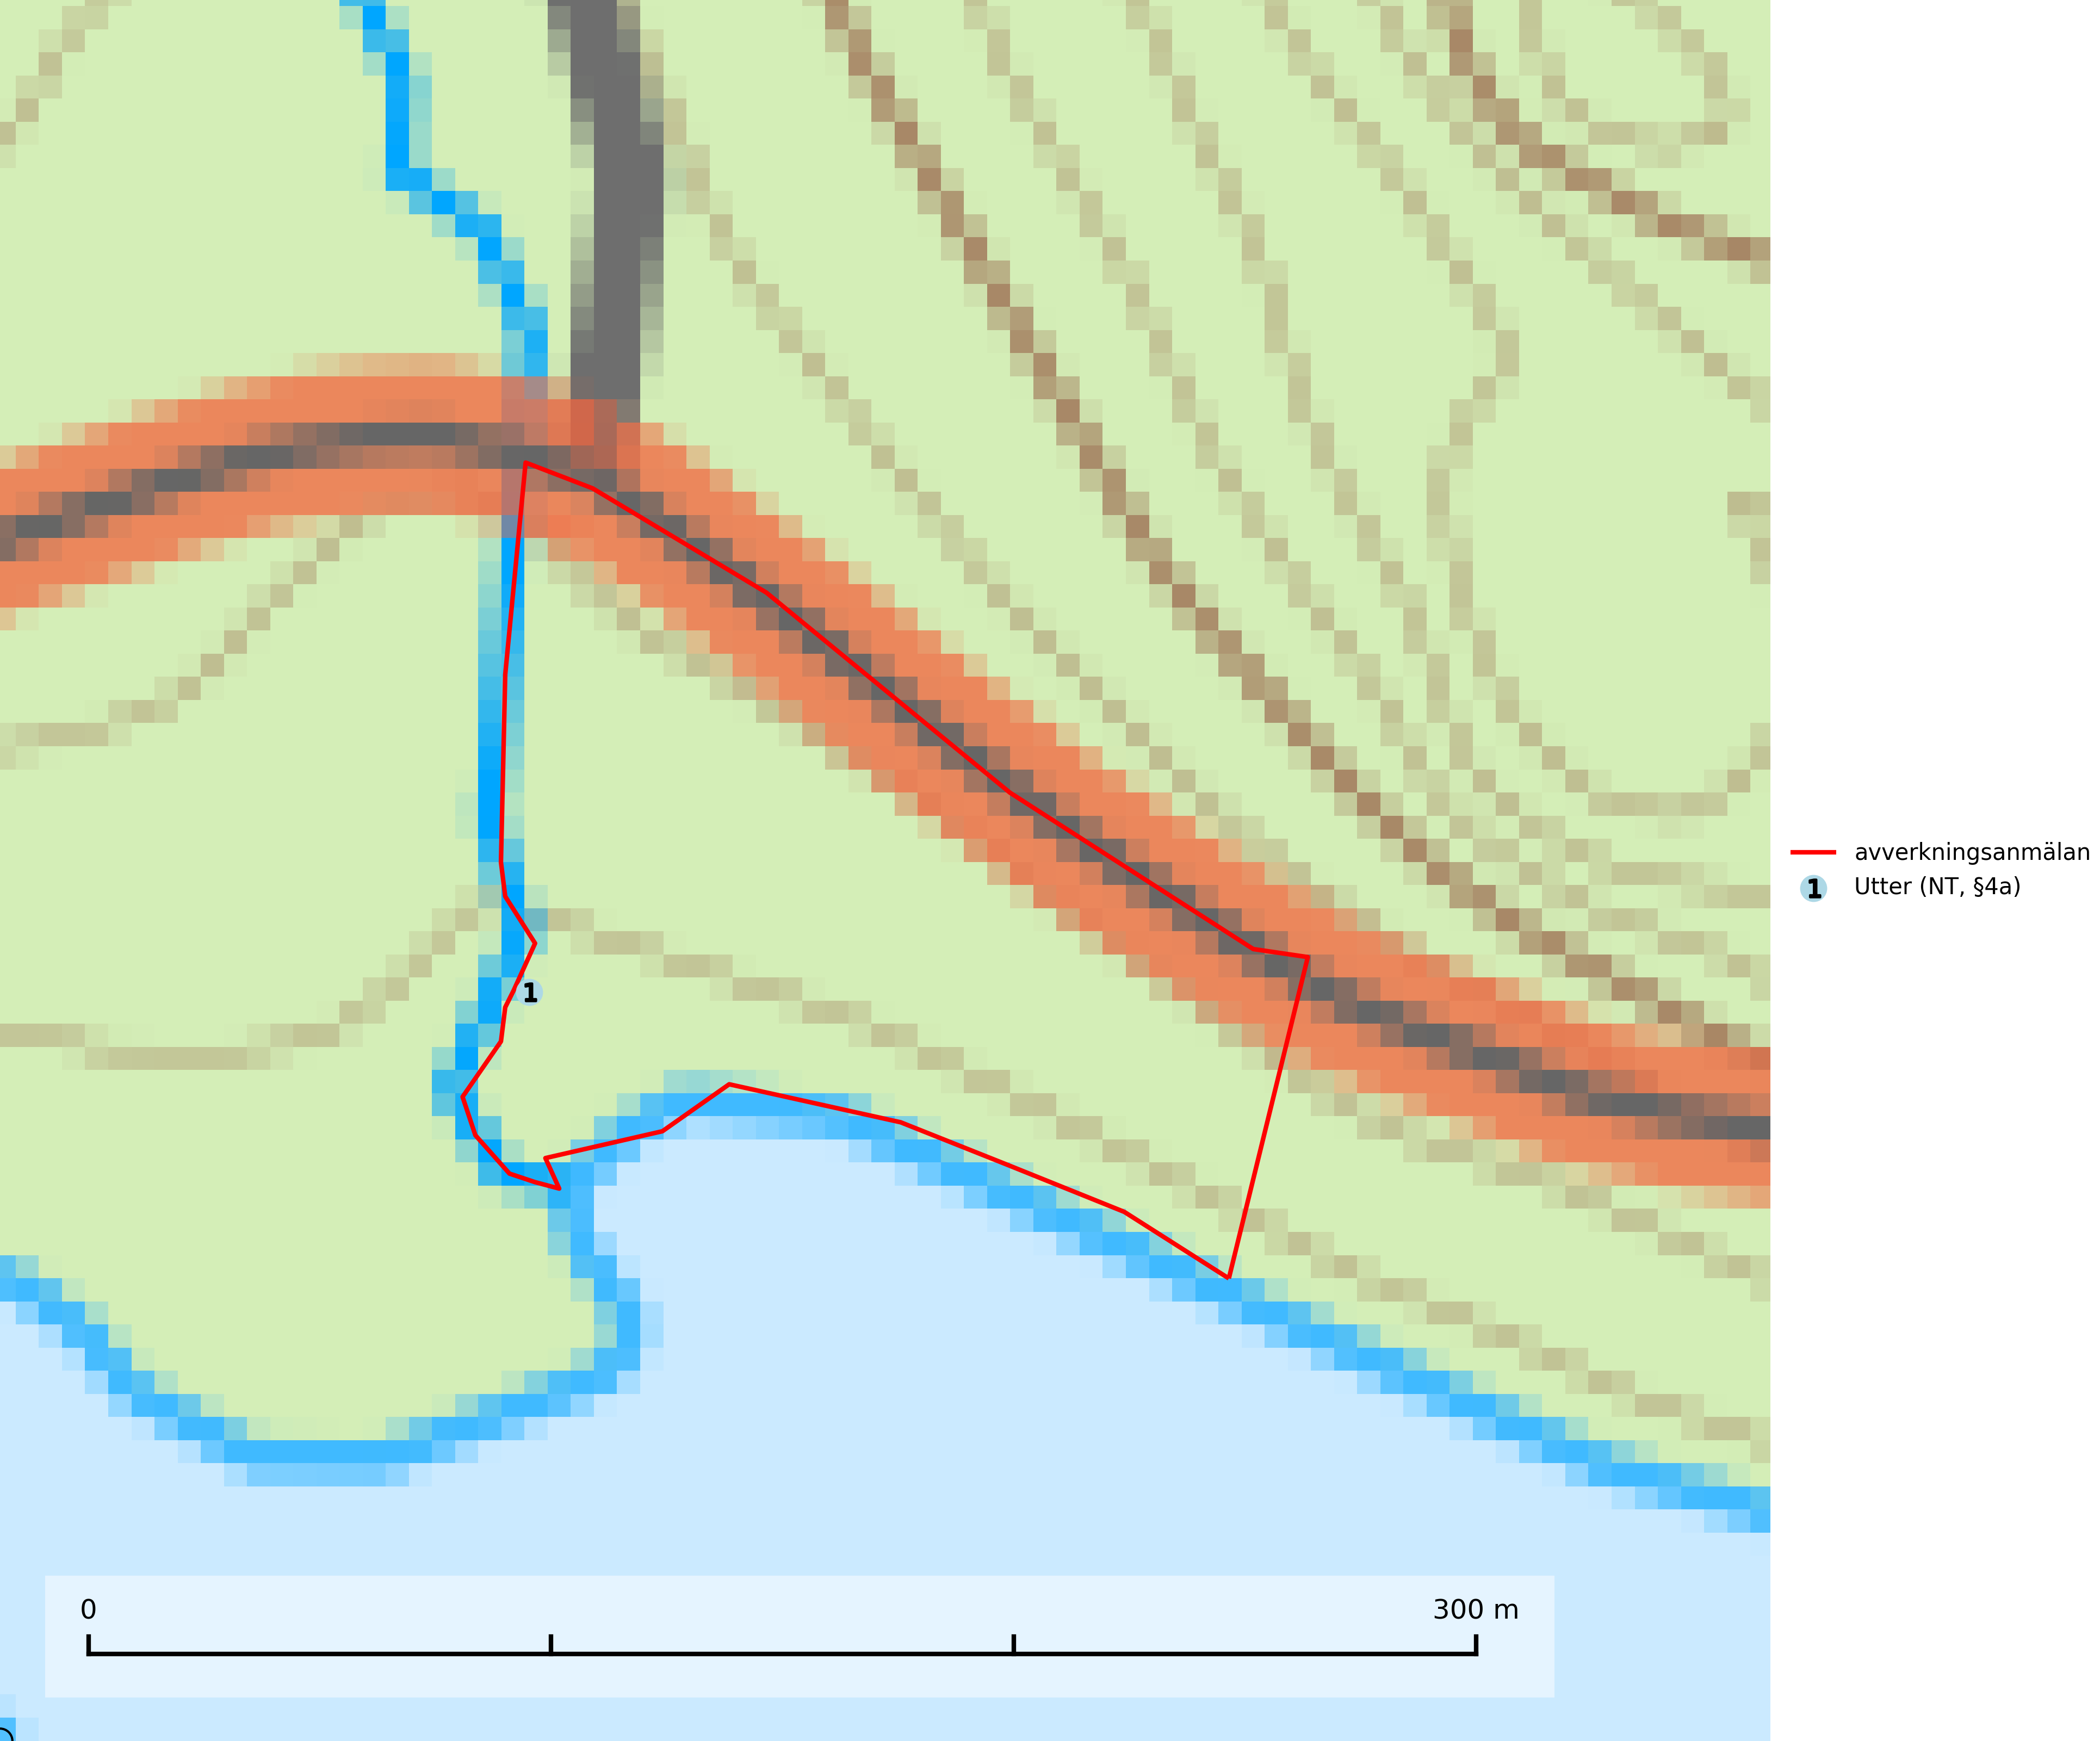 avverkningsanmälan
1 Utter (NT, §4a)
1
0 300 m